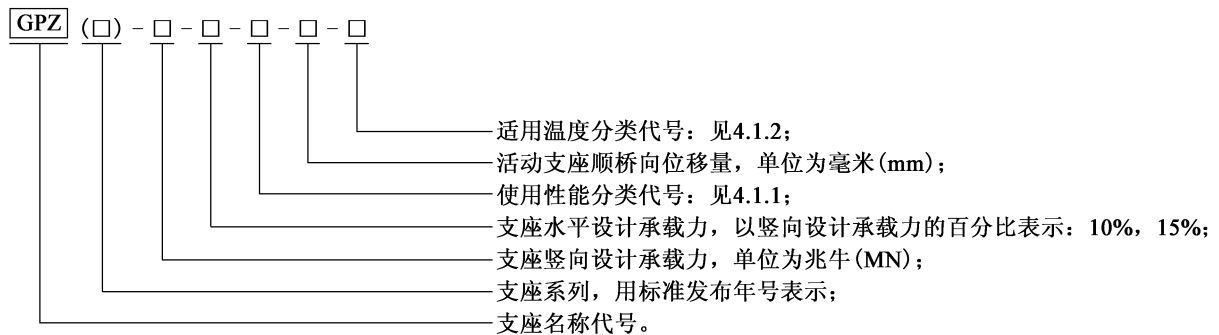 GPZ (□) - □ - □ - □ - □ - □
适用温度分类代号：见4.1.2；
活动支座顺桥向位移量，单位为毫米(mm)；
使用性能分类代号：见4.1.1；
支座水平设计承载力，以竖向设计承载力的百分比表示：10%，15%；
支座竖向设计承载力，单位为兆牛(MN)；
支座系列，用标准发布年号表示；
支座名称代号。